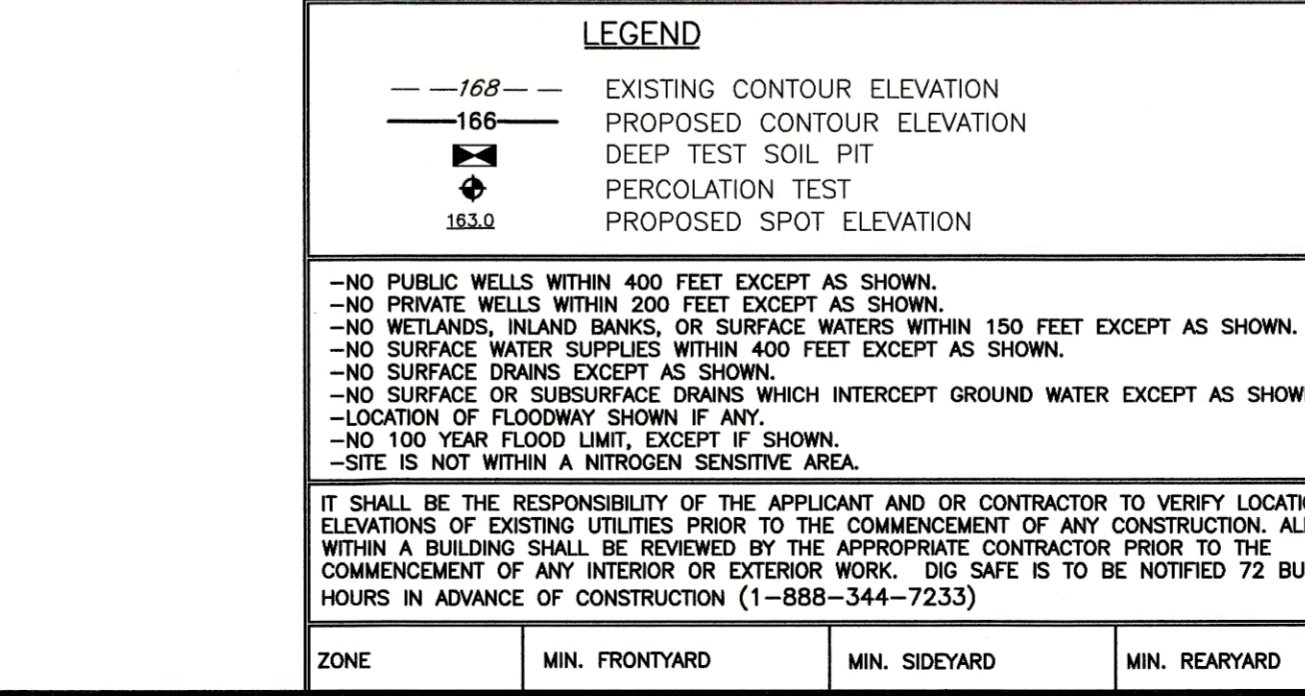 LEGEND
— —168— — EXISTING CONTOUR ELEVATION
——166—— PROPOSED CONTOUR ELEVATION
DEEP TEST SOIL PIT
PERCOLATION TEST
163.0 PROPOSED SPOT ELEVATION
-NO PUBLIC WELLS WITHIN 400 FEET EXCEPT AS SHOWN.
-NO PRIVATE WELLS WITHIN 200 FEET EXCEPT AS SHOWN.
-NO WETLANDS, INLAND BANKS, OR SURFACE WATERS WITHIN 150 FEET EXCEPT AS SHOWN.
-NO SURFACE WATER SUPPLIES WITHIN 400 FEET EXCEPT AS SHOWN.
-NO SURFACE DRAINS EXCEPT AS SHOWN.
-NO SURFACE OR SUBSURFACE DRAINS WHICH INTERCEPT GROUND WATER EXCEPT AS
-LOCATION OF FLOODWAY SHOWN IF ANY.
-NO 100 YEAR FLOOD LIMIT, EXCEPT IF SHOWN.
-SITE IS NOT WITHIN A NITROGEN SENSITIVE AREA.
IT SHALL BE THE RESPONSIBILITY OF THE APPLICANT AND OR CONTRACTOR TO VERIFY
ELEVATIONS OF EXISTING UTILITIES PRIOR TO THE COMMENCEMENT OF ANY CONSTRUCTION.
WITHIN A BUILDING SHALL BE REVIEWED BY THE APPROPRIATE CONTRACTOR PRIOR TO THE
COMMENCEMENT OF ANY INTERIOR OR EXTERIOR WORK. DIG SAFE IS TO BE NOTIFIED 72
HOURS IN ADVANCE OF CONSTRUCTION (1-888-344-7233)
ZONE MIN. FRONTYARD MIN. SIDEYARD MIN. REARYARD